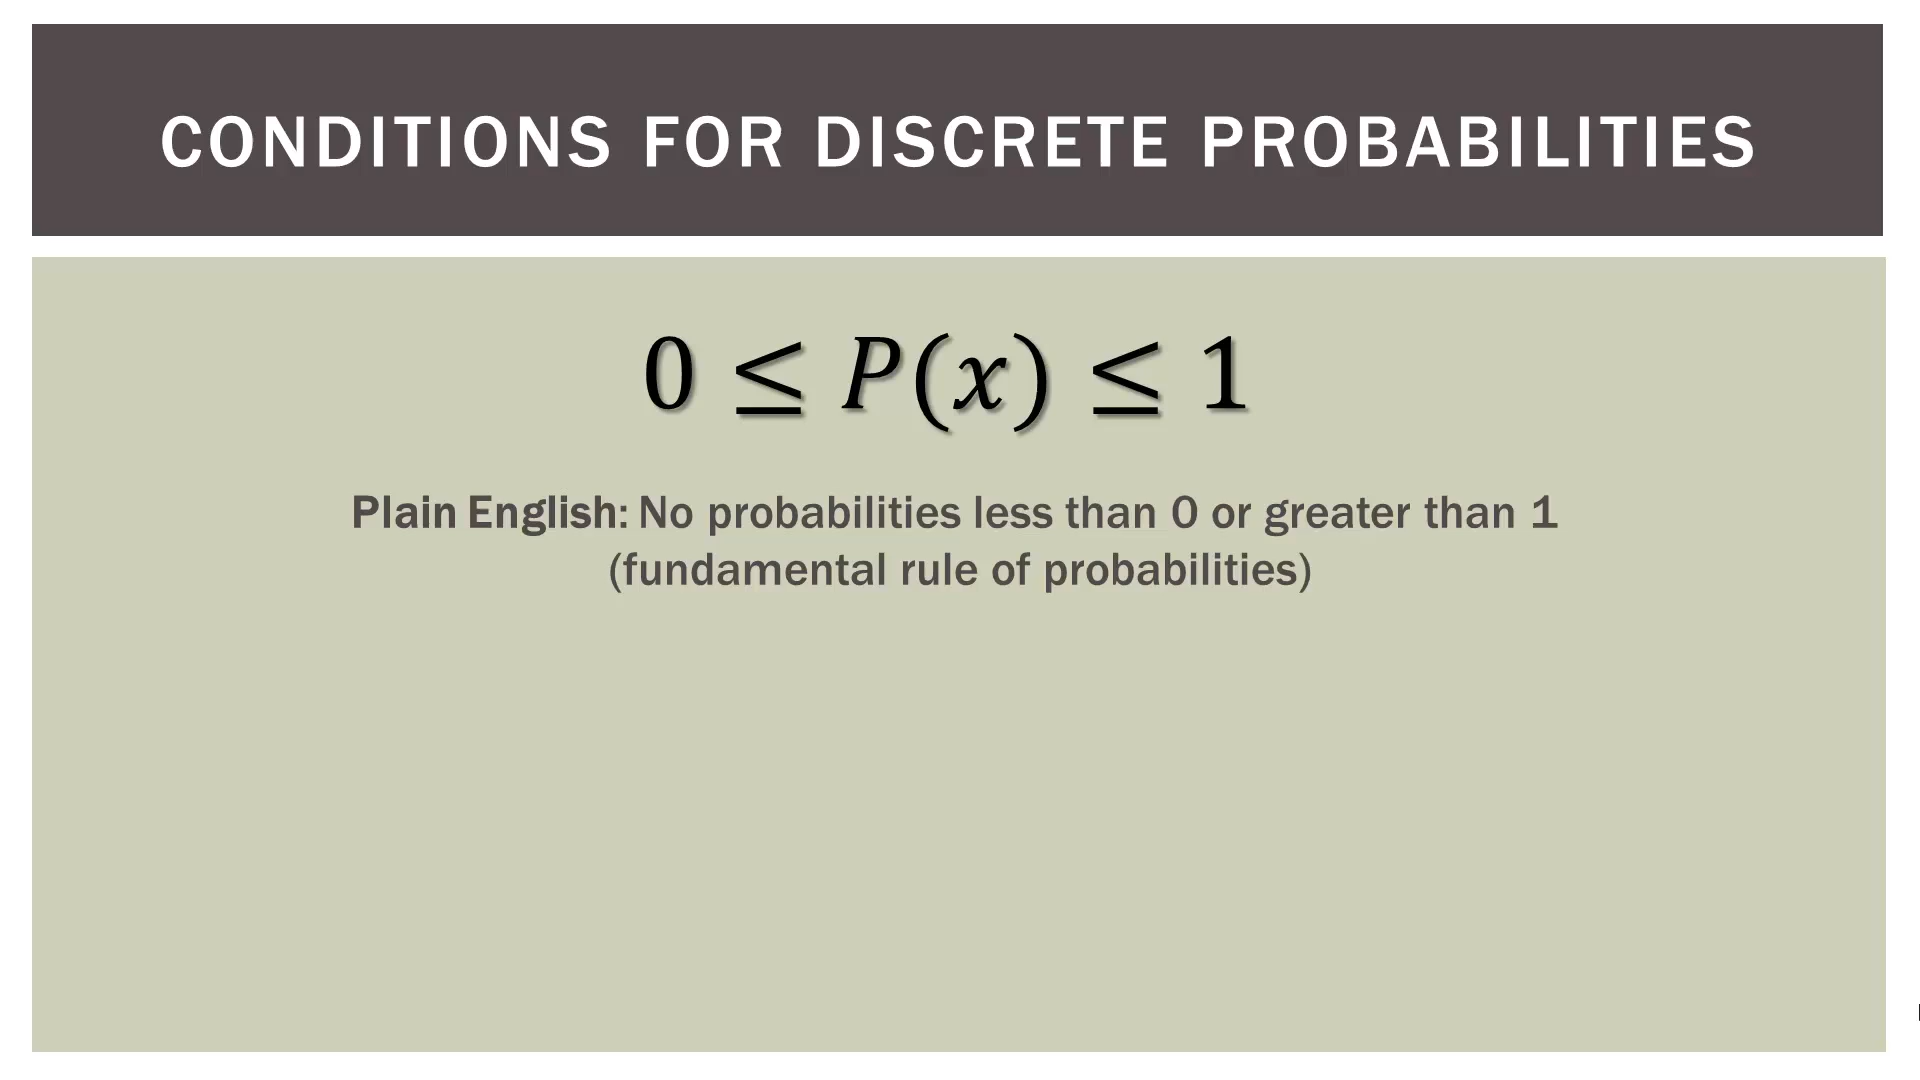 CONDITIONS FOR DISCRETE PROBABILITIES
0 ≤ P(x) ≤ 1
Plain English: No probabilities less than 0 or greater than 1
(fundamental rule of probabilities)